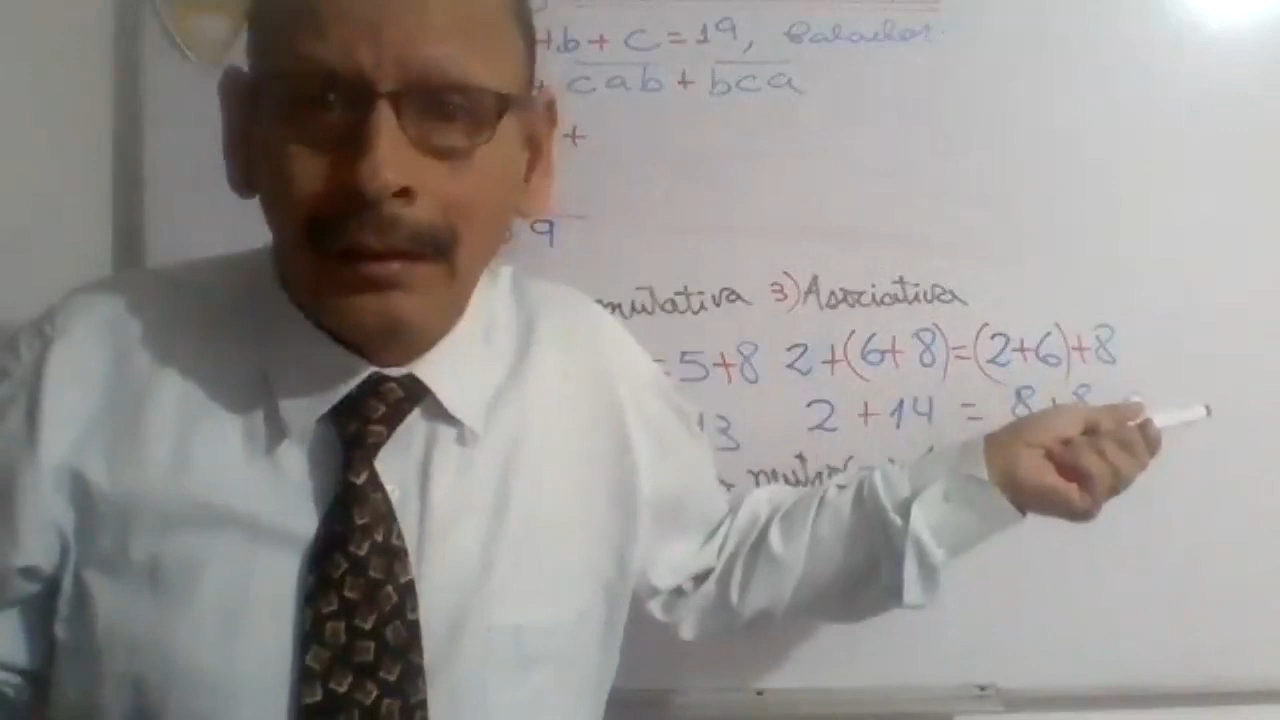 +b+c=19, Calcular
+ cab + bca
+
9
mutativa 3) Asociativa
=5+8 2+(6+8)=(2+6)+8
13 2+14 = 8+8
neutro